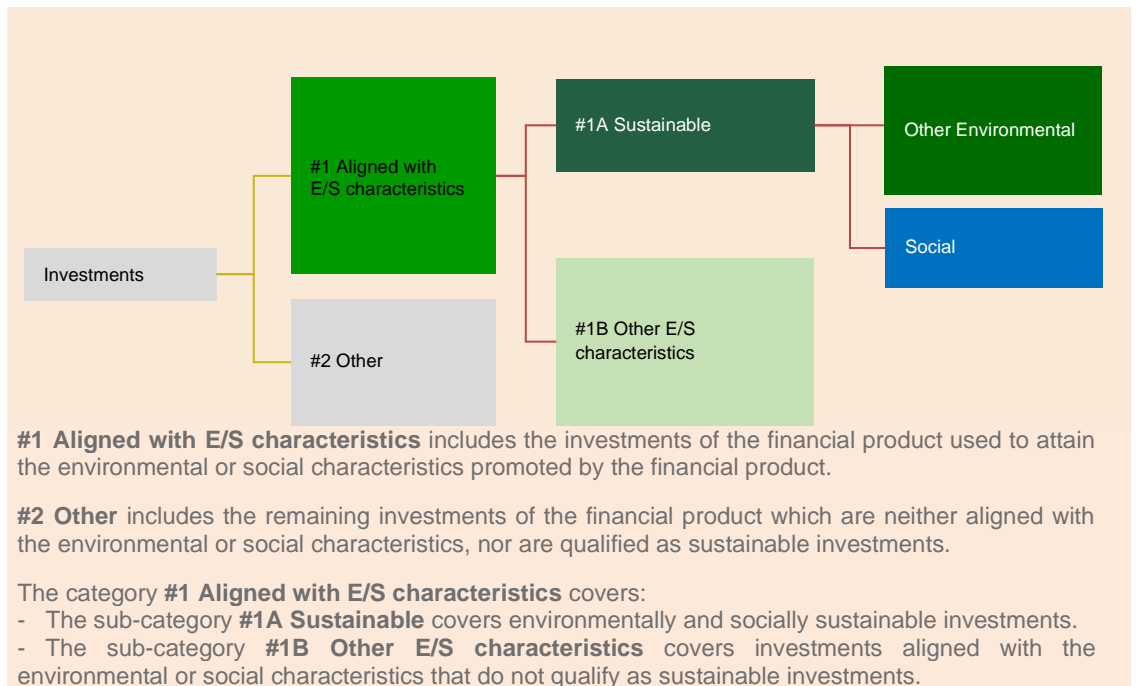 #1A Sustainable
Other Environmental
#1 Aligned with
E/S characteristics
Social
Investments
#1B Other E/S
characteristics
#2 Other
#1 Aligned with E/S characteristics includes the investments of the financial product used to attain
the environmental or social characteristics promoted by the financial product.
#2 Other includes the remaining investments of the financial product which are neither aligned with
the environmental or social characteristics, nor are qualified as sustainable investments.
The category #1 Aligned with E/S characteristics covers:
- The sub-category #1A Sustainable covers environmentally and socially sustainable investments.
- The sub-category #1B Other E/S characteristics covers investments aligned with the
environmental or social characteristics that do not qualify as sustainable investments.